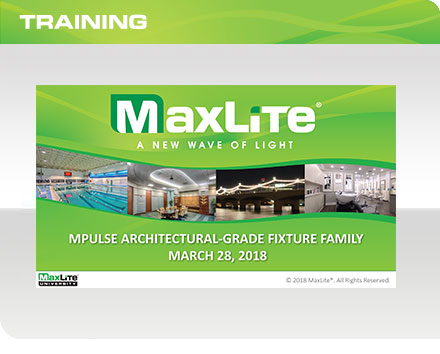 TRAINING
MaxLite®
A NEW WAVE OF LIGHT
MPULSE ARCHITECTURAL-GRADE FIXTURE FAMILY
MARCH 28, 2018
MaxLite
UNIVERSITY
© 2018 MaxLite®. All Rights Reserved.